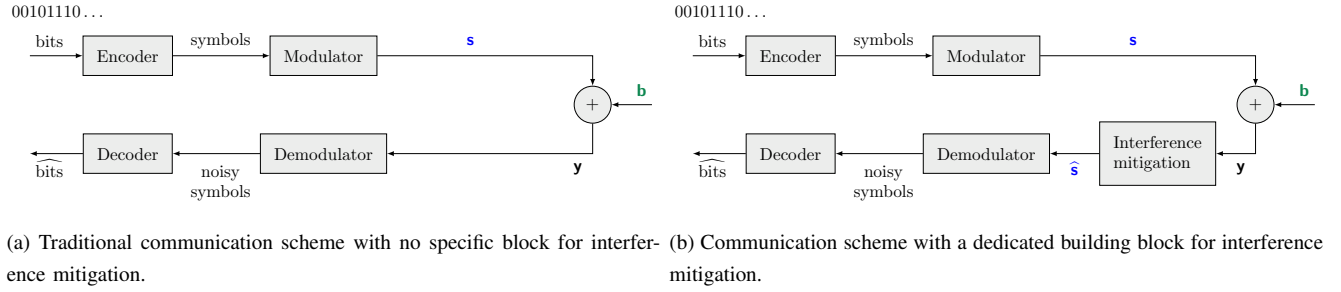 00101110...
bits
Encoder
symbols
Modulator
s
+
b
bits
Decoder
noisy
symbols
Demodulator
y
(a) Traditional communication scheme with no specific block for interfer-
ence mitigation.
00101110...
bits
Encoder
symbols
Modulator
s
+
b
bits
Decoder
noisy
symbols
Demodulator
ŝ
Interference
mitigation
y
(b) Communication scheme with a dedicated building block for interference
mitigation.